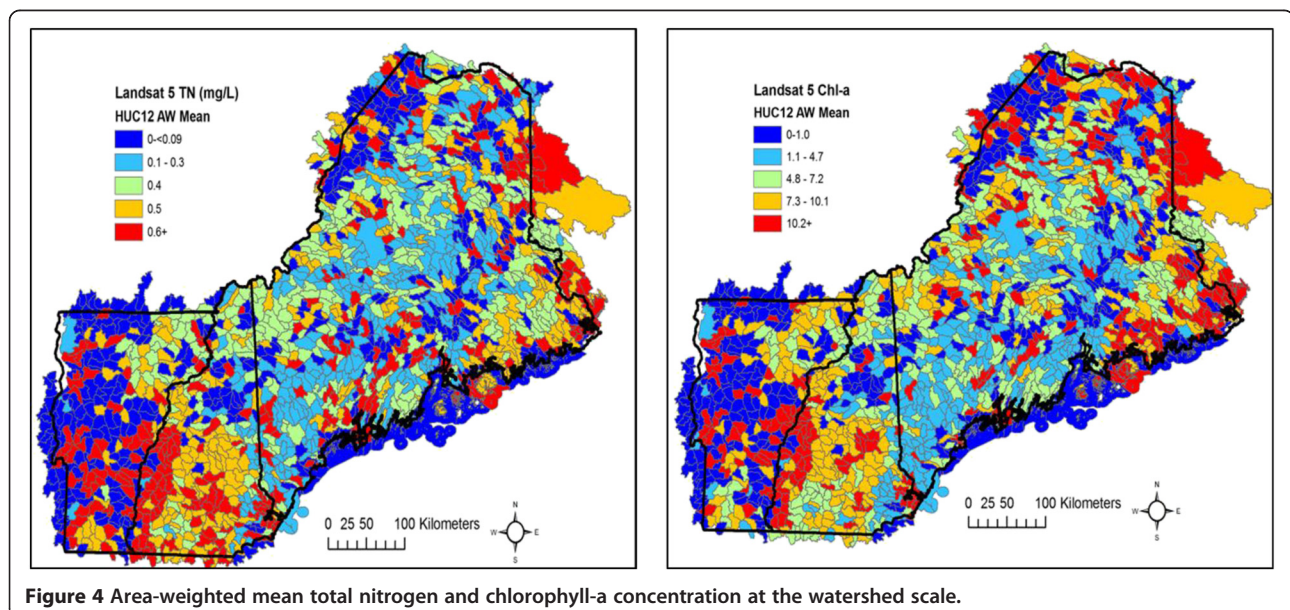 Landsat 5 TN (mg/L)
HUC12 AW Mean
0-<0.09
0.1 - 0.3
0.4
0.5
0.6+
0 25 50 100 Kilometers
N
W E
S
Landsat 5 Chl-a
HUC12 AW Mean
0-1.0
1.1 - 4.7
4.8 - 7.2
7.3 - 10.1
10.2+
0 25 50 100 Kilometers
N
W E
S
Figure 4 Area-weighted mean total nitrogen and chlorophyll-a concentration at the watershed scale.